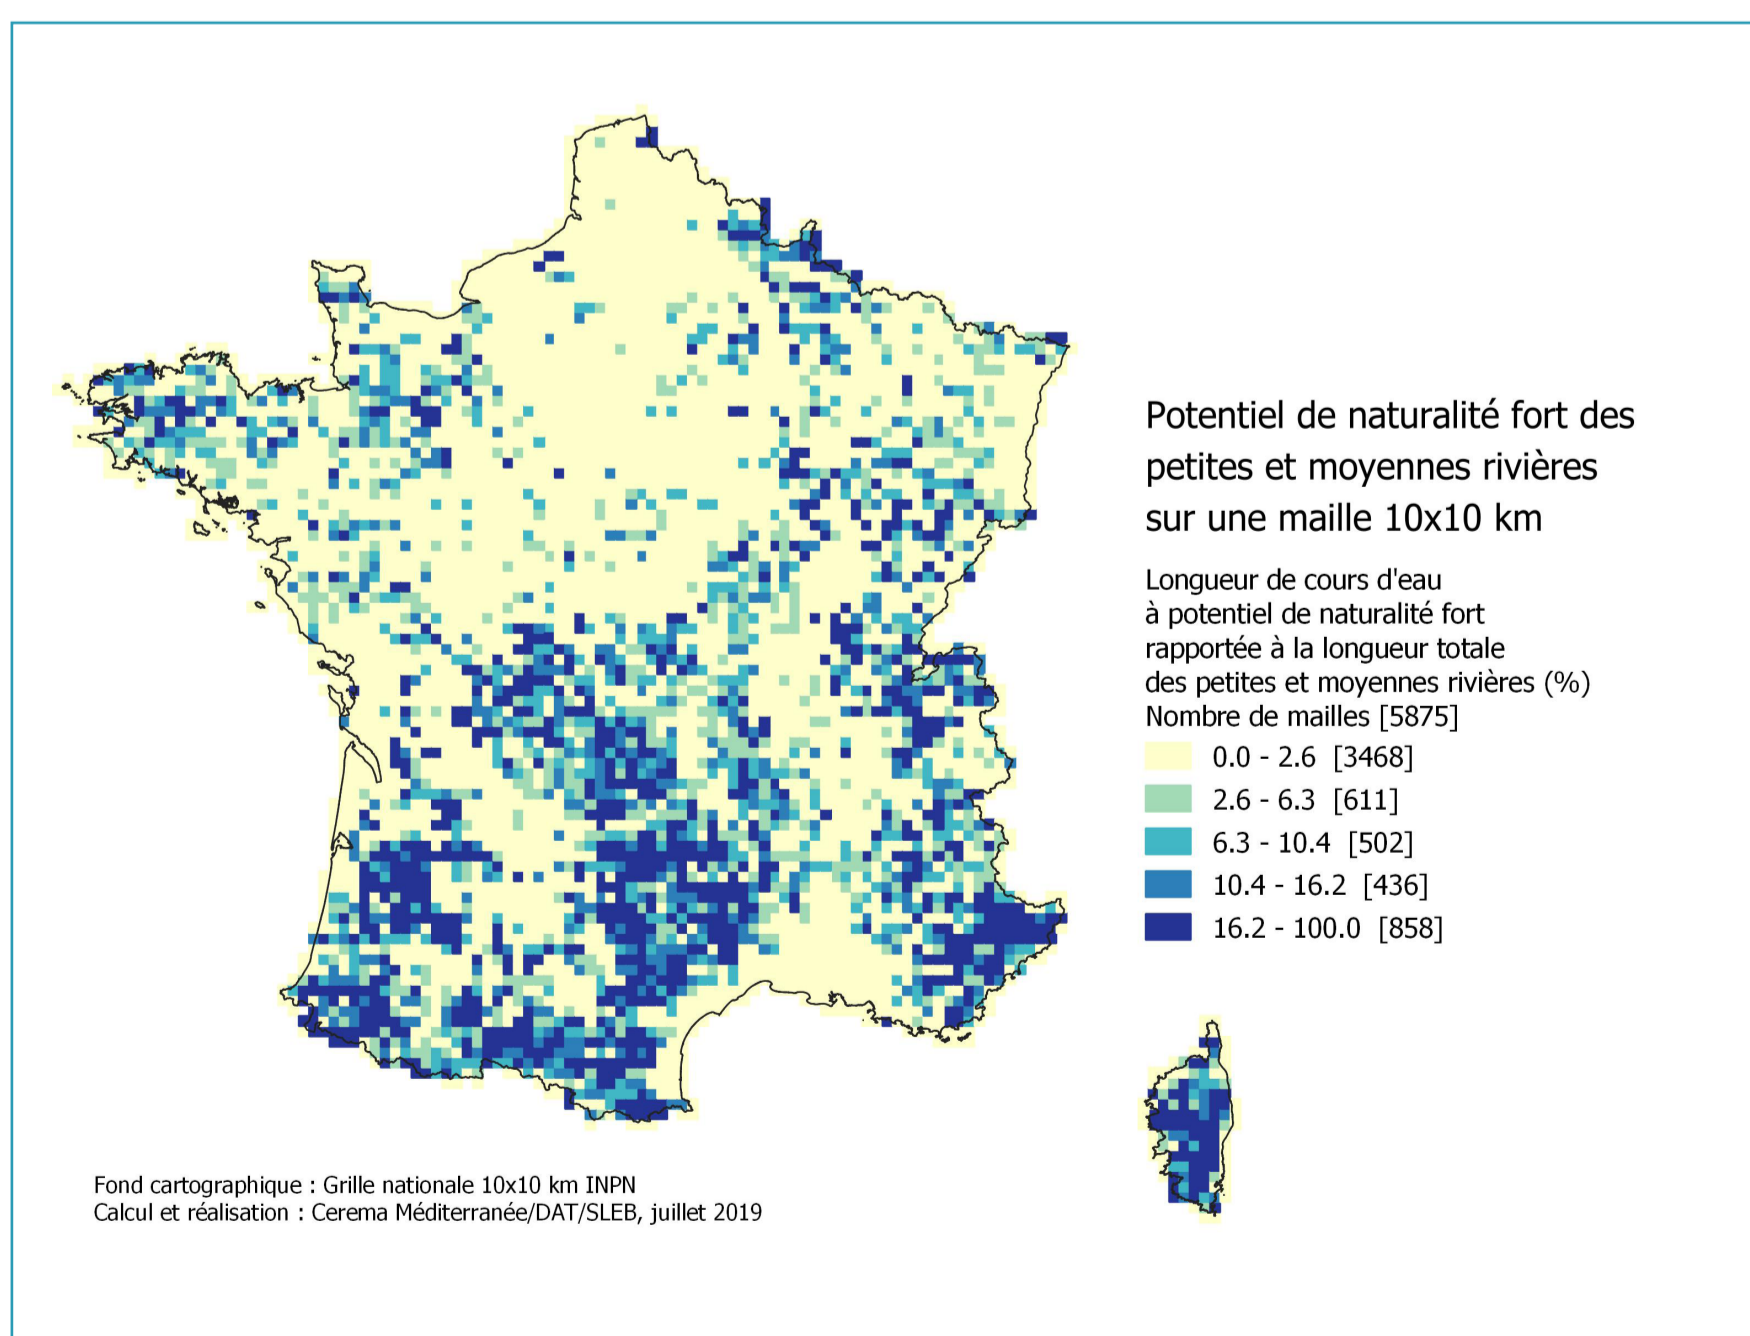 Potentiel de naturalité fort des
petites et moyennes rivières
sur une maille 10x10 km
Longueur de cours d'eau
à potentiel de naturalité fort
rapportée à la longueur totale
des petites et moyennes rivières (%)
Nombre de mailles [5875]
0.0 - 2.6 [3468]
2.6 - 6.3 [611]
6.3 - 10.4 [502]
10.4 - 16.2 [436]
16.2 - 100.0 [858]
Fond cartographique : Grille nationale 10x10 km INPN
Calcul et réalisation : Cerema Méditerranée/DAT/SLEB, juillet 2019